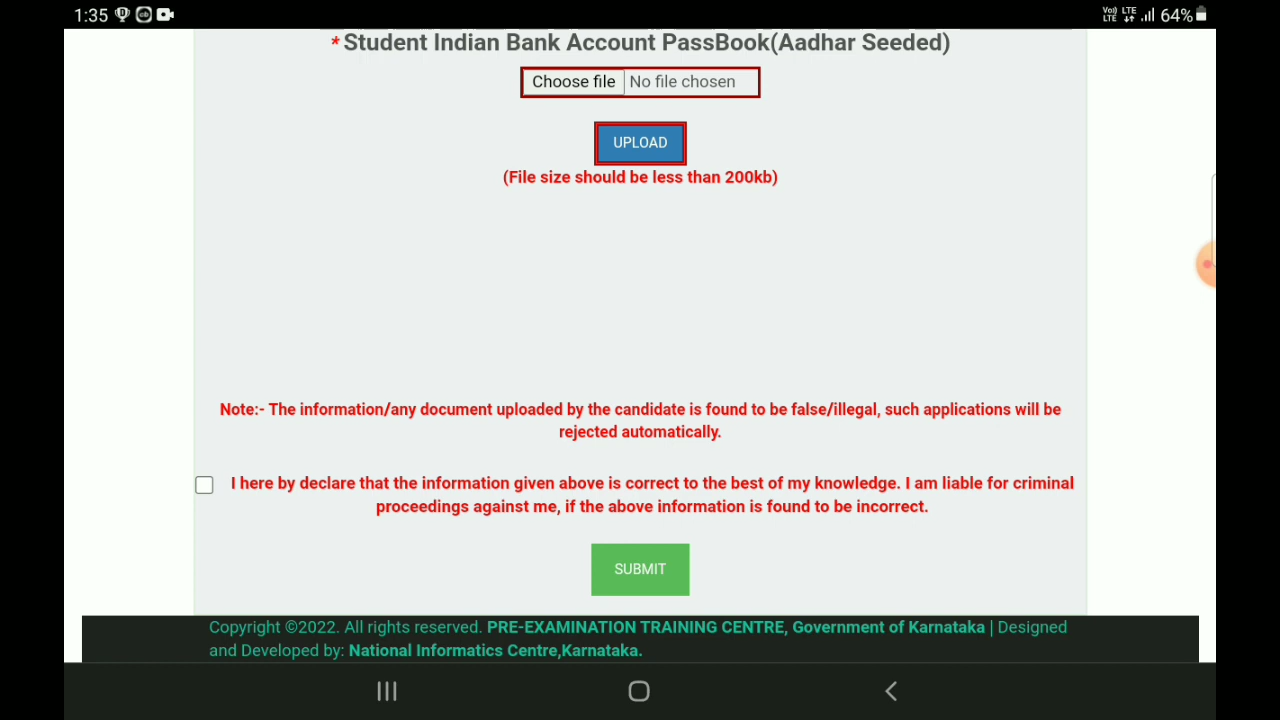 1:35
Vo) LTE LTE 64%
* Student Indian Bank Account PassBook(Aadhar Seeded)
Choose file No file chosen
UPLOAD
(File size should be less than 200kb)
Note:- The information/any document uploaded by the candidate is found to be false/illegal, such applications will be
rejected automatically.
I here by declare that the information given above is correct to the best of my knowledge. I am liable for criminal
proceedings against me, if the above information is found to be incorrect.
SUBMIT
Copyright ©2022. All rights reserved. PRE-EXAMINATION TRAINING CENTRE, Government of Karnataka | Designed
and Developed by: National Informatics Centre,Karnataka.